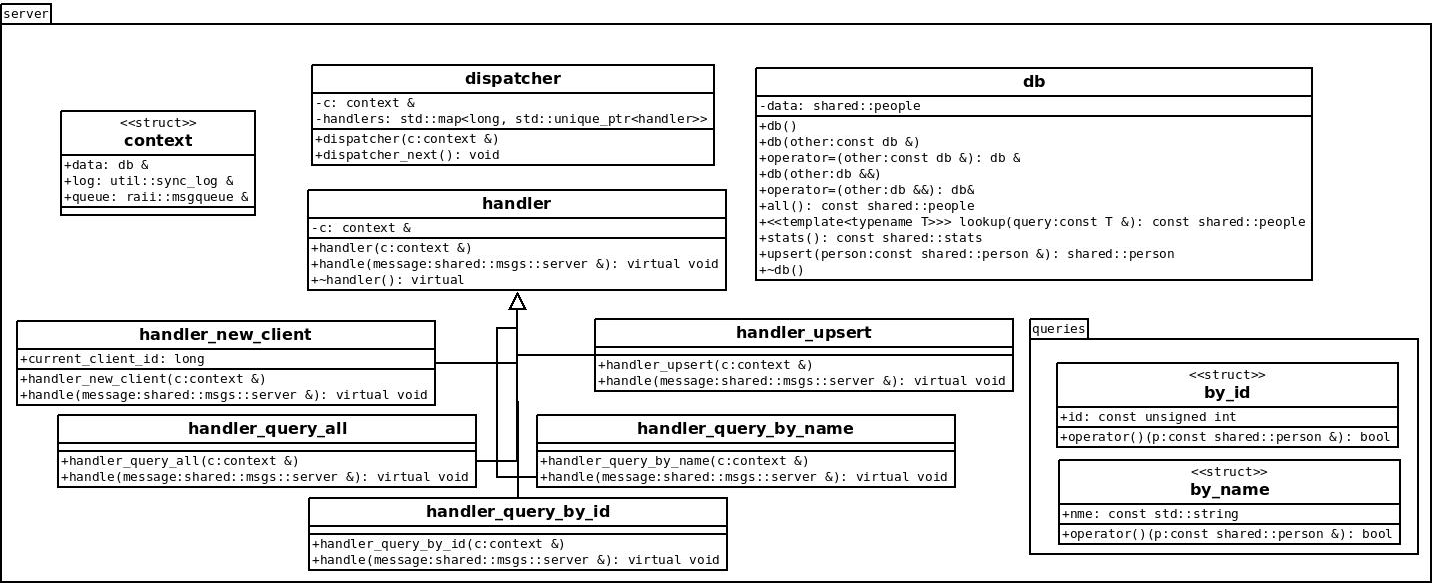 server
<<struct>>
context
+data: db &
+log: util::sync_log &
+queue: raii::msgqueue &
dispatcher
-c: context &
-handlers: std::map<long, std::unique_ptr<handler>>
+dispatcher(c:context &)
+dispatcher_next(): void
db
-data: shared::people
+db()
+db(other:const db &)
+operator=(other:const db &): db &
+db(other:db &&)
+operator=(other:db &&): db&
+all(): const shared::people
+<<template<typename T>>> lookup(query:const T &): const shared::people
+stats(): const shared::stats
+upsert(person:const shared::person &): shared::person
+~db()
handler
-c: context &
+handler(c:context &)
+handle(message:shared::msgs::server &): virtual void
+~handler(): virtual
handler_new_client
+current_client_id: long
+handler_new_client(c:context &)
+handle(message:shared::msgs::server &): virtual void
handler_upsert
+handler_upsert(c:context &)
+handle(message:shared::msgs::server &): virtual void
handler_query_all
+handler_query_all(c:context &)
+handle(message:shared::msgs::server &): virtual void
handler_query_by_name
+handler_query_by_name(c:context &)
+handle(message:shared::msgs::server &): virtual void
handler_query_by_id
+handler_query_by_id(c:context &)
+handle(message:shared::msgs::server &): virtual void
queries
<<struct>>
by_id
+id: const unsigned int
+operator()(p:const shared::person &): bool
<<struct>>
by_name
+nme: const std::string
+operator()(p:const shared::person &): bool